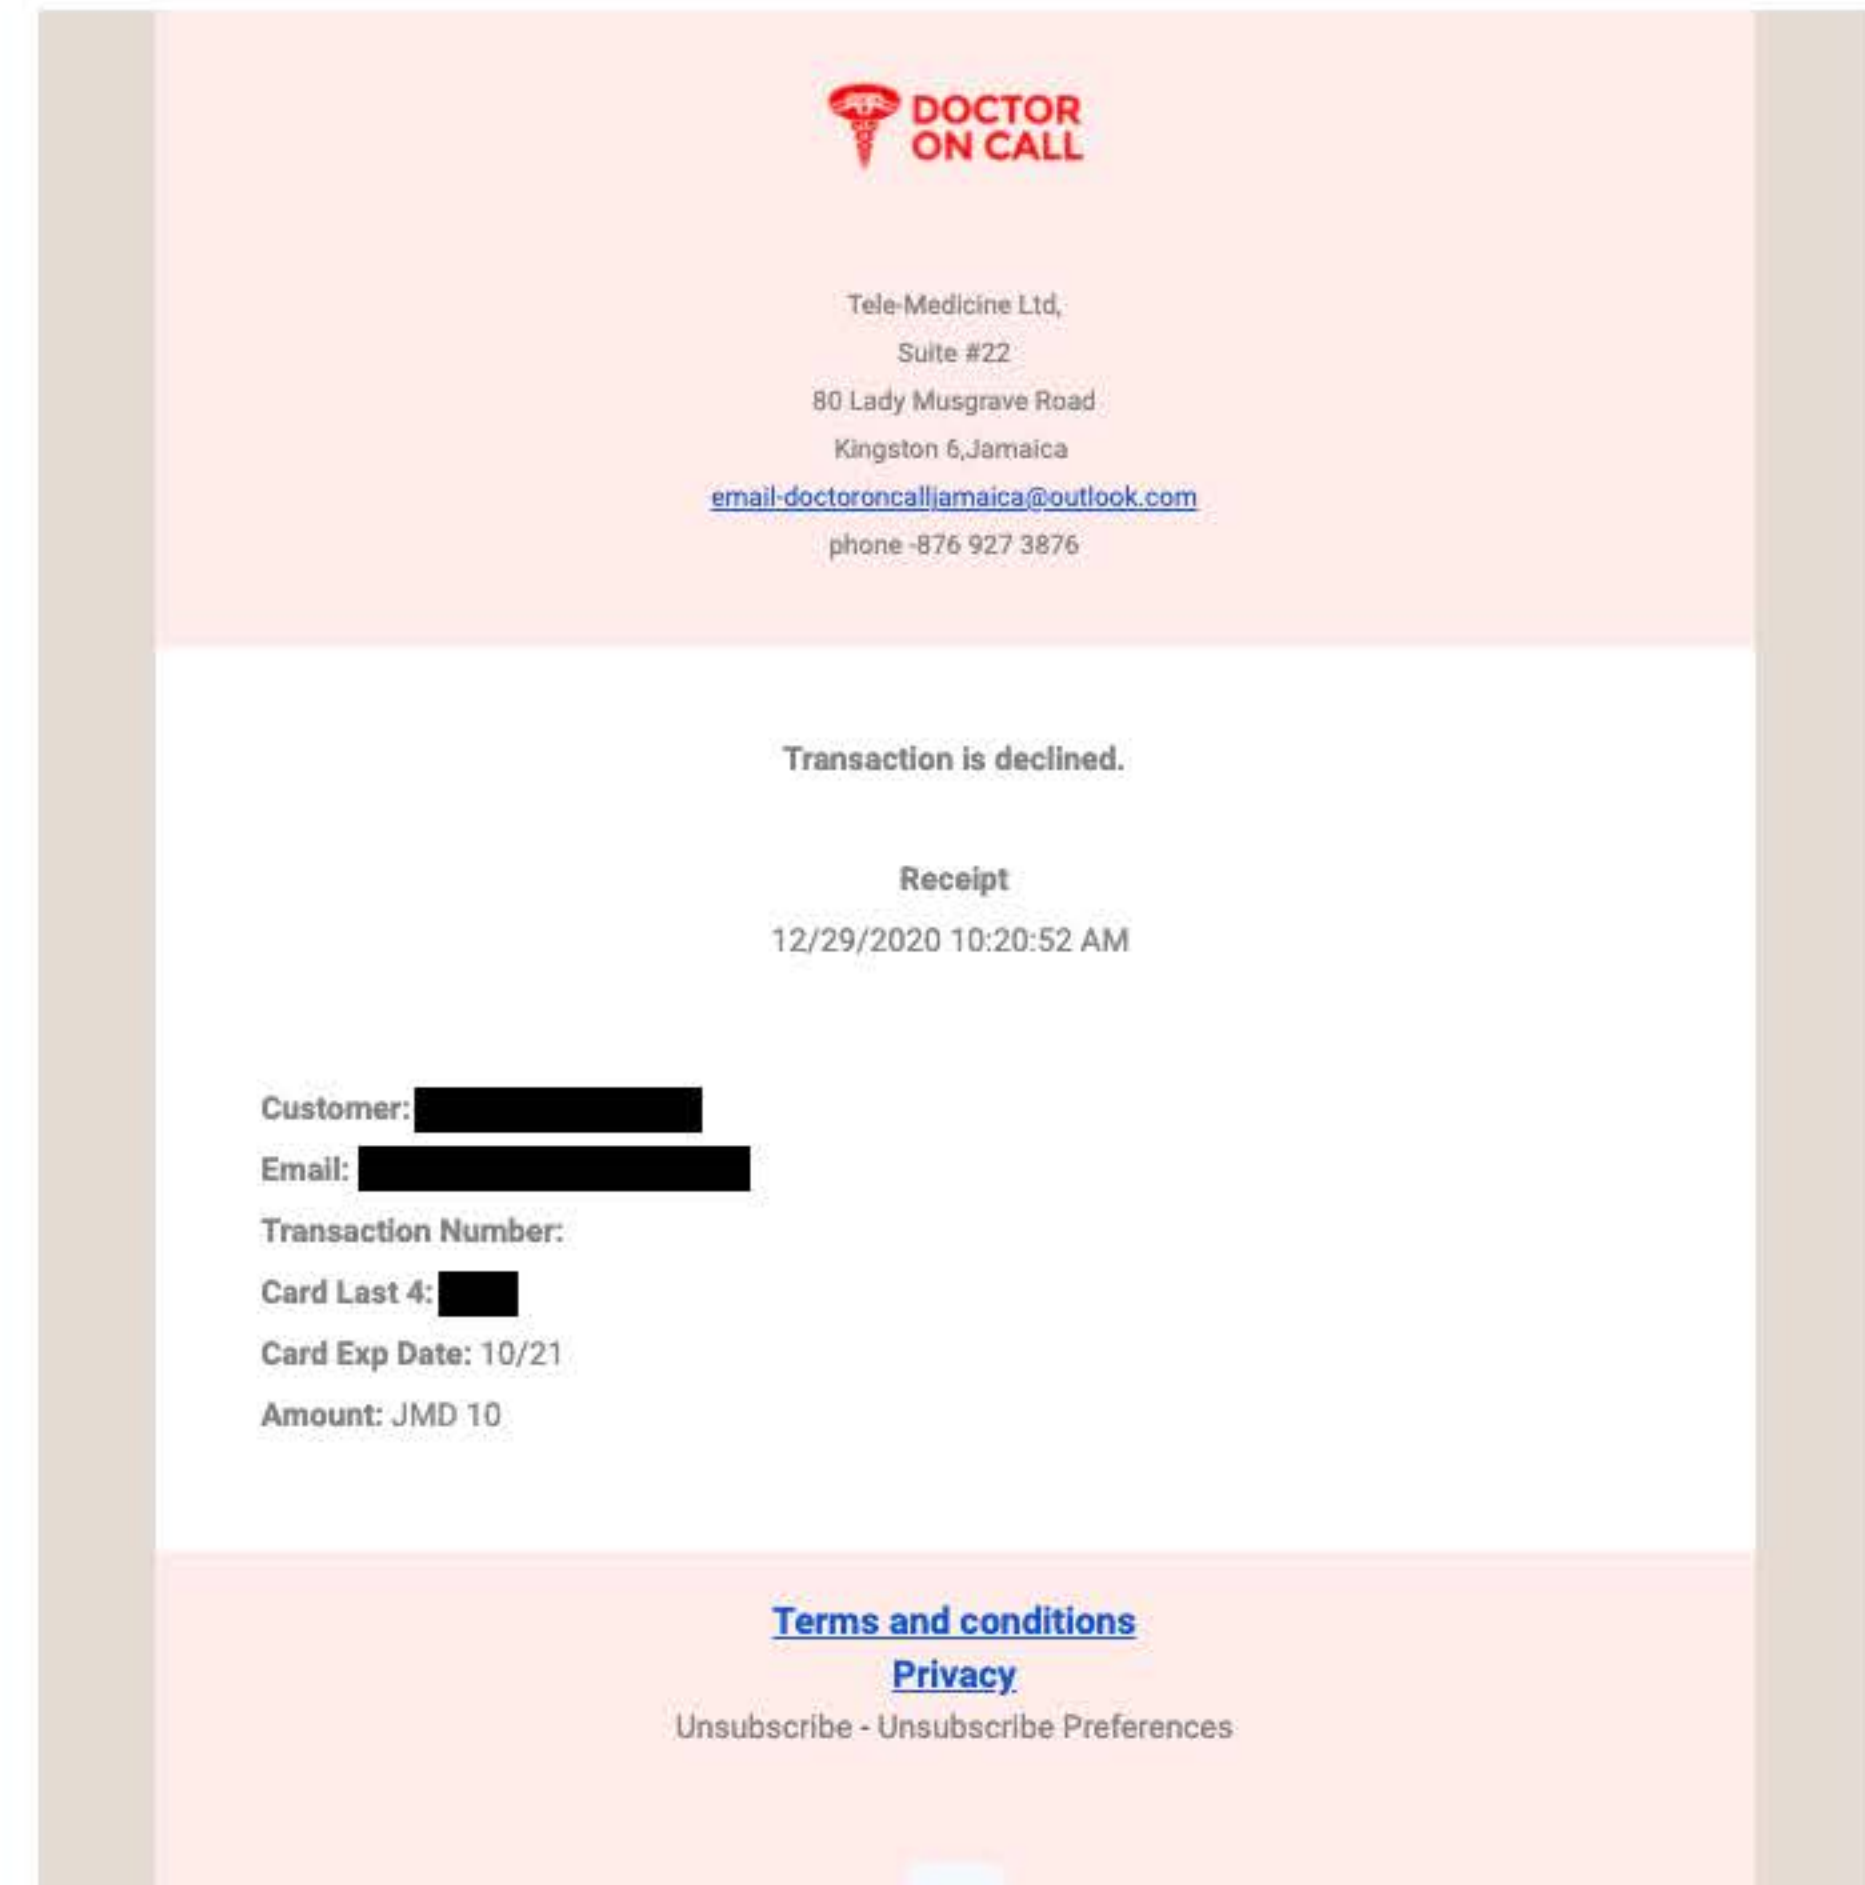 DOCTOR
ON CALL
Tele-Medicine Ltd,
Suite #22
80 Lady Musgrave Road
Kingston 6,Jamaica
email-doctoroncalljamaica@outlook.com
phone -876 927 3876
Transaction is declined.
Receipt
12/29/2020 10:20:52 AM
Customer:
Email:
Transaction Number:
Card Last 4:
Card Exp Date: 10/21
Amount: JMD 10
Terms and conditions
Privacy
Unsubscribe - Unsubscribe Preferences